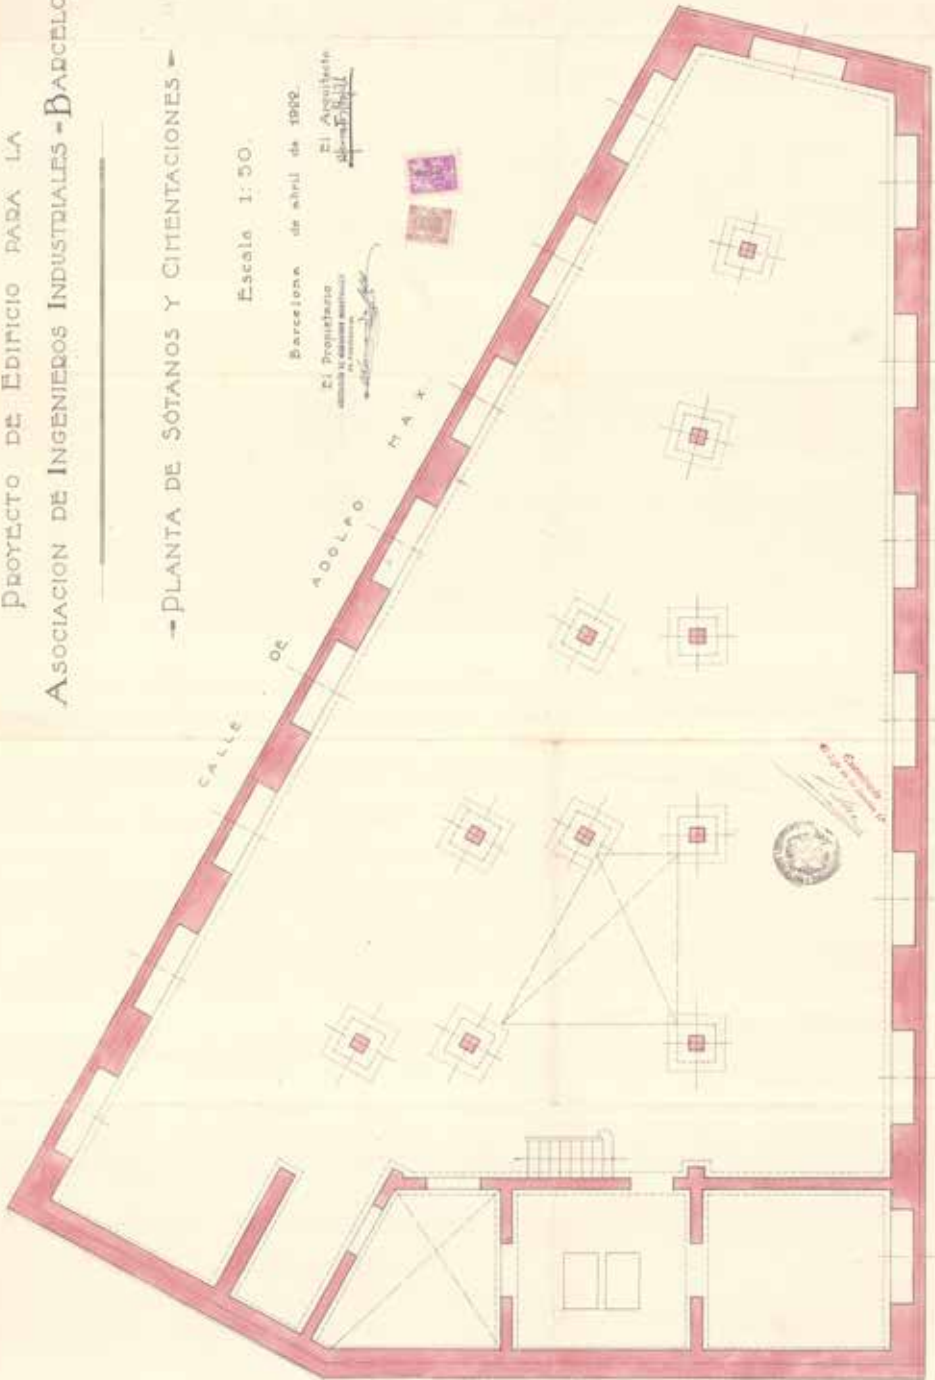 PROYECTO DE EDIFICIO PARA LA
ASOCIACION DE INGENIEROS INDUSTRIALES - BARCELO
PLANTA DE SÓTANOS Y CIMENTACIONES
Escala 1:50.
Barcelona de abril de 1922.
El Propietario
El Arquitecto
CALLE DE ADOLFO MAX